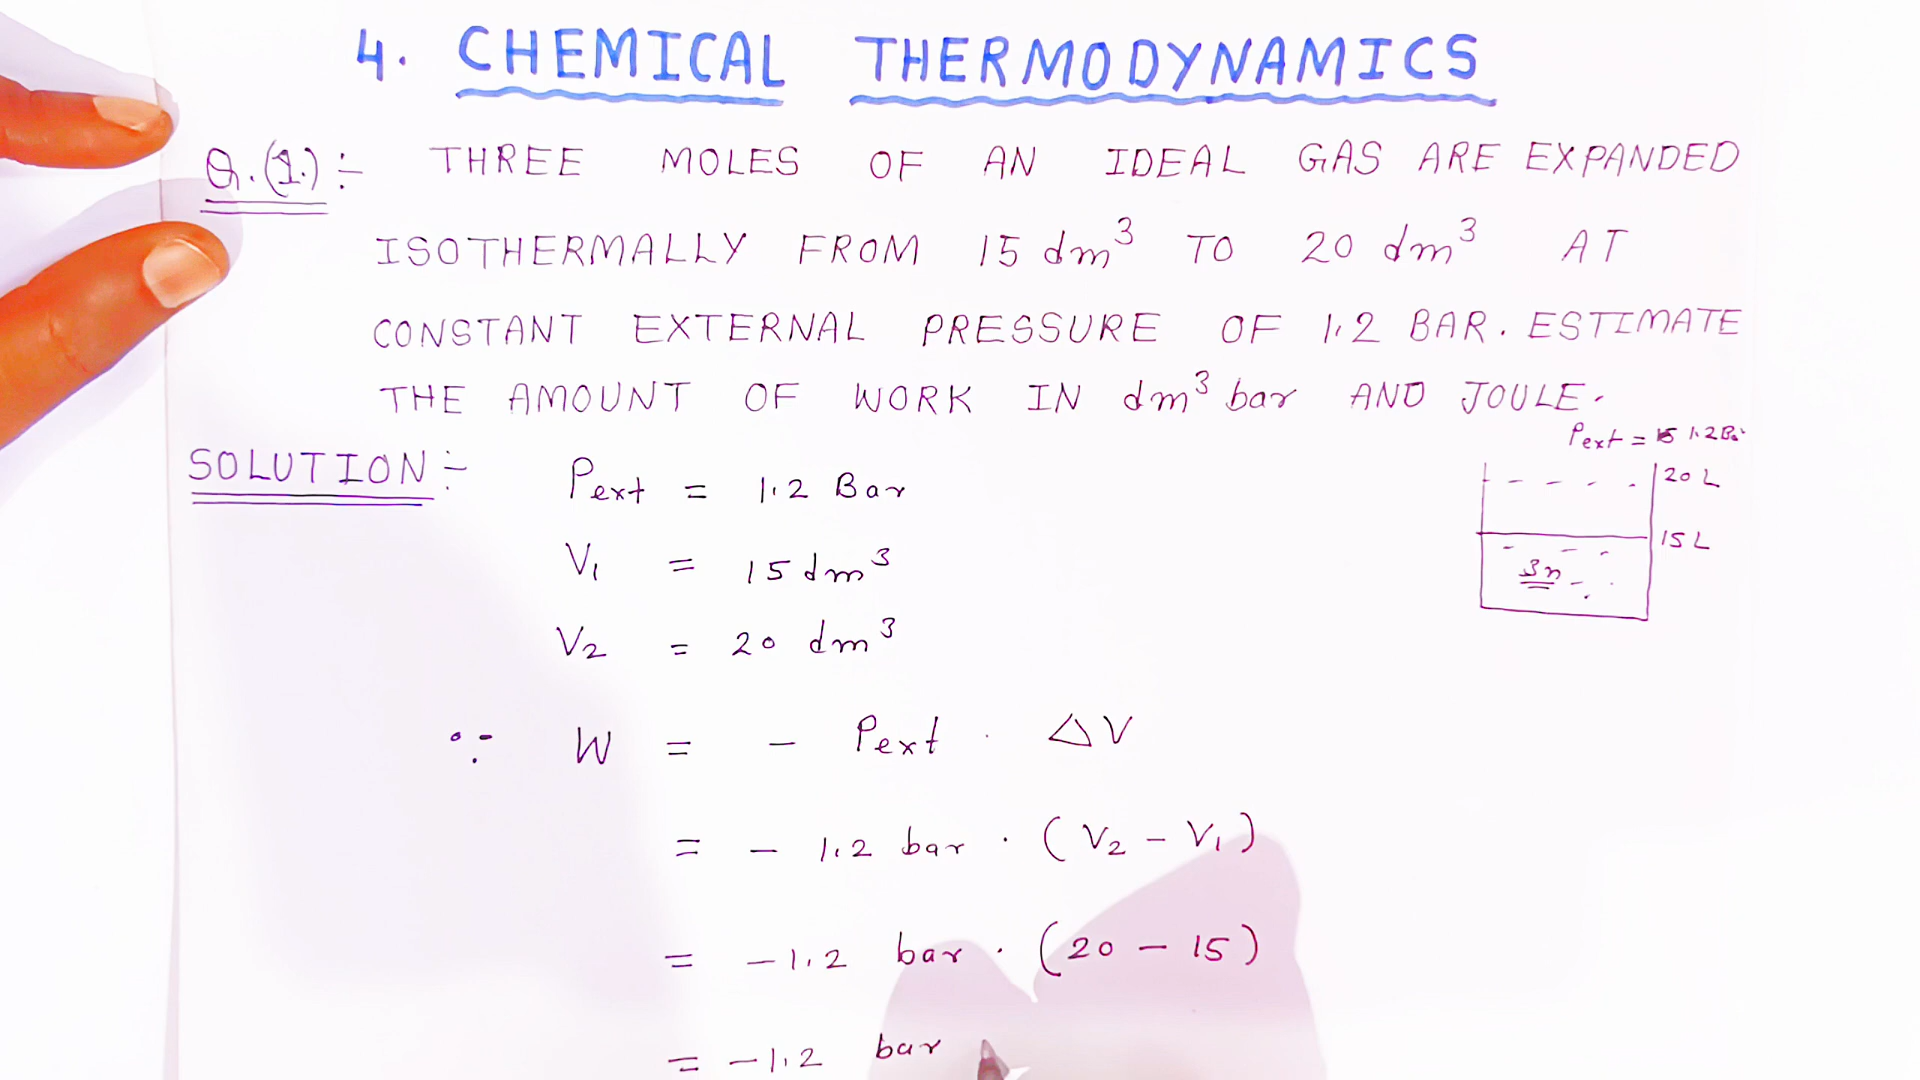 4. CHEMICAL THERMODYNAMICS
Q.(1.):- THREE MOLES OF AN IDEAL GAS ARE EXPANDED
ISOTHERMALLY FROM 15 dm³ TO 20 dm³ AT
CONSTANT EXTERNAL PRESSURE OF 1.2 BAR. ESTIMATE
THE AMOUNT OF WORK IN dm³ bar AND JOULE.
Pext = 1.2 Bar
20 L
15 L
3n
SOLUTION:- Pext = 1.2 Bar
V1 = 15 dm³
V2 = 20 dm³
∵ W = - Pext . ΔV
= - 1.2 bar . (V2 - V1)
= -1.2 bar . (20 - 15)
= -1.2 bar